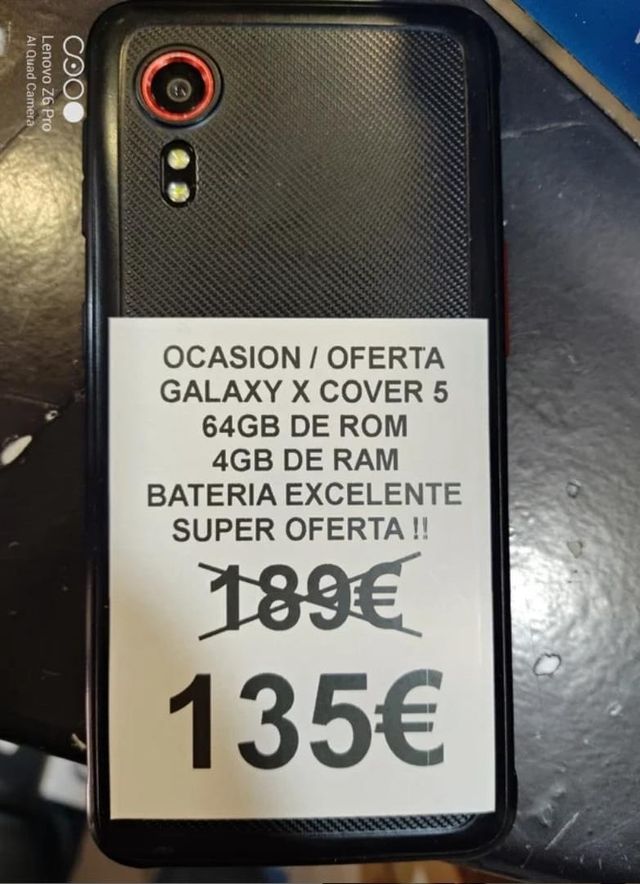 OCASION / OFERTA
GALAXY X COVER 5
64GB DE ROM
4GB DE RAM
BATERIA EXCELENTE
SUPER OFERTA !!
189€
135€
Lenovo Z6 Pro
AI Quad Camera